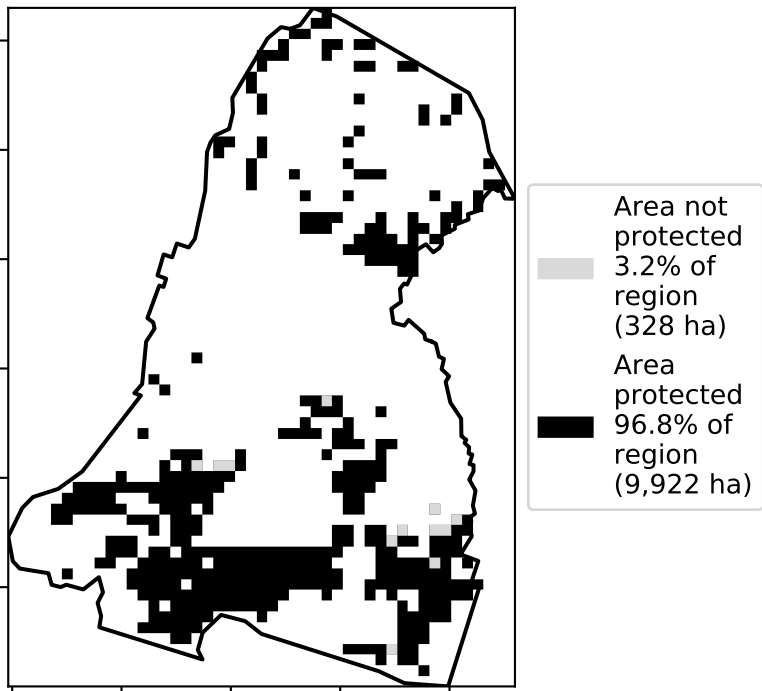 Area not
protected
3.2% of
region
(328 ha)
Area
protected
96.8% of
region
(9,922 ha)